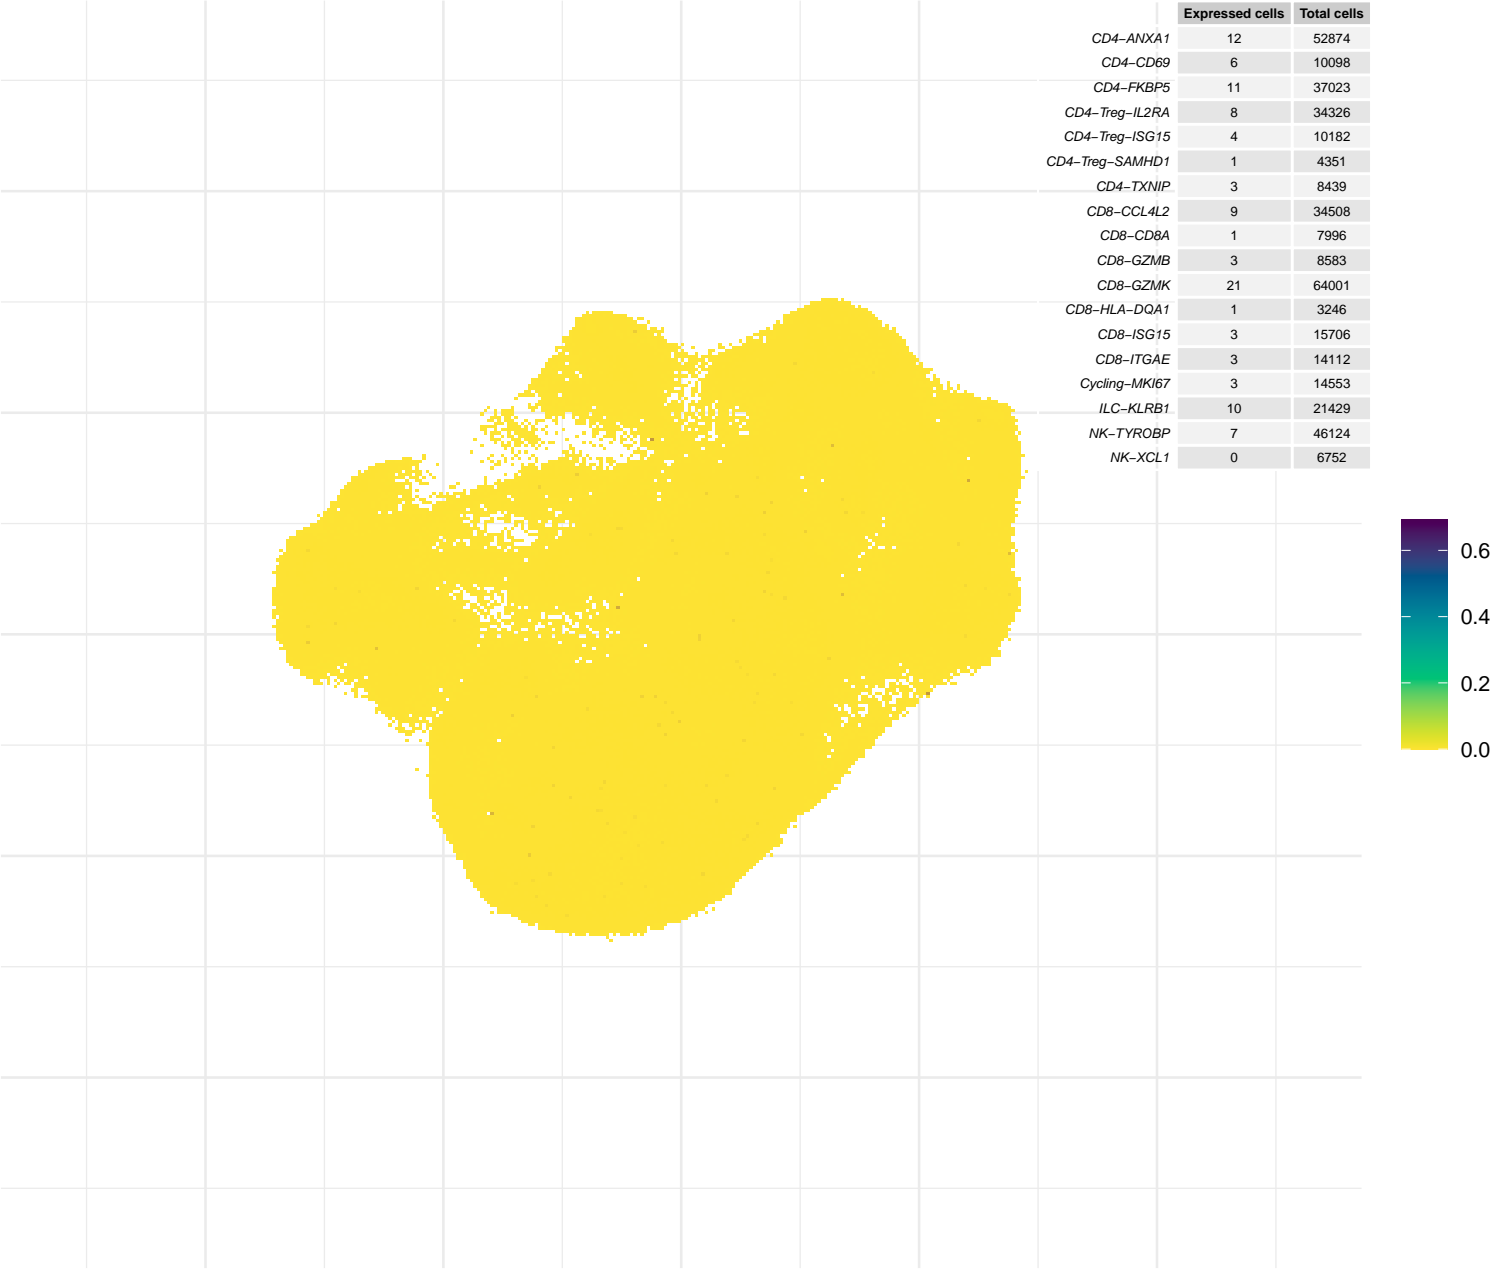 Expressed cells Total cells
CD4−ANXA1 12 52874
CD4−CD69 6 10098
CD4−FKBP5 11 37023
CD4−Treg−IL2RA 8 34326
CD4−Treg−ISG15 4 10182
CD4−Treg−SAMHD1 1 4351
CD4−TXNIP 3 8439
CD8−CCL4L2 9 34508
CD8−CD8A 1 7996
CD8−GZMB 3 8583
CD8−GZMK 21 64001
CD8−HLA−DQA1 1 3246
CD8−ISG15 3 15706
CD8−ITGAE 3 14112
Cycling−MKI67 3 14553
ILC−KLRB1 10 21429
NK−TYROBP 7 46124
NK−XCL1 0 6752
0.6
0.4
0.2
0.0